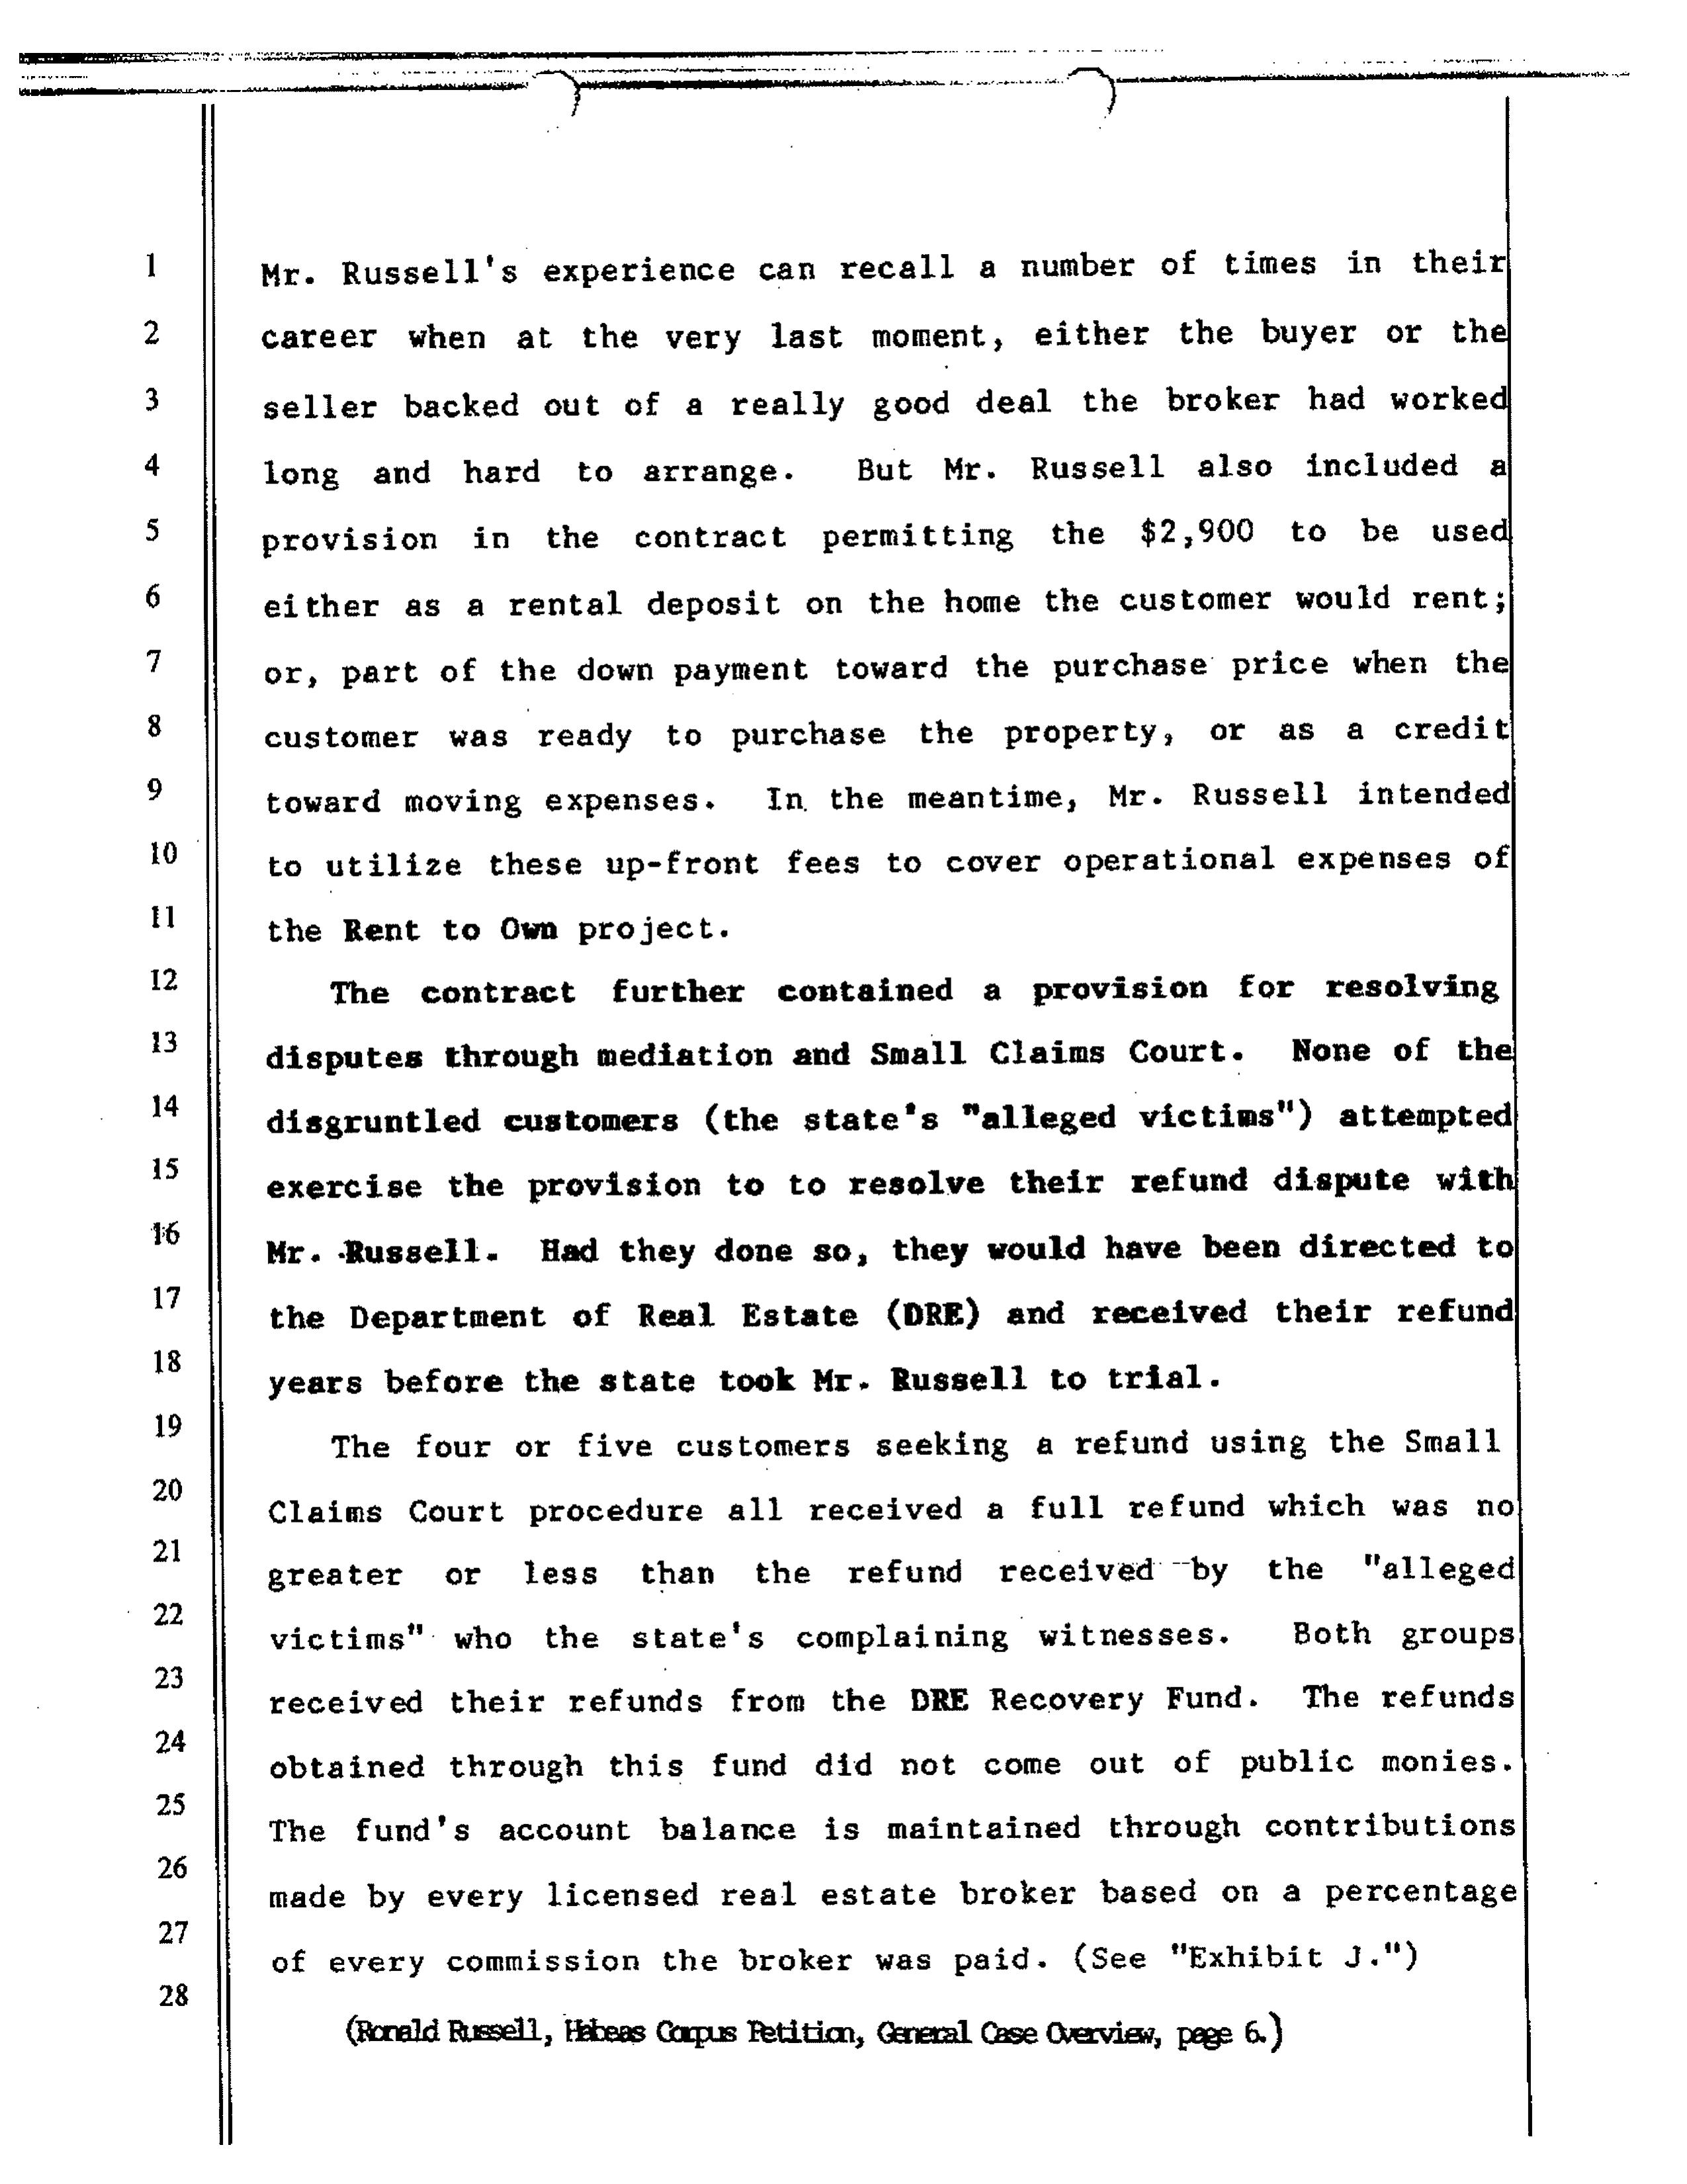 1 Mr. Russell's experience can recall a number of times in their
2 career when at the very last moment, either the buyer or the
3 seller backed out of a really good deal the broker had worked
4 long and hard to arrange. But Mr. Russell also included a
5 provision in the contract permitting the $2,900 to be used
6 either as a rental deposit on the home the customer would rent;
7 or, part of the down payment toward the purchase price when the
8 customer was ready to purchase the property, or as a credit
9 toward moving expenses. In the meantime, Mr. Russell intended
10 to utilize these up-front fees to cover operational expenses of
11 the Rent to Own project.
12 The contract further contained a provision for resolving
13 disputes through mediation and Small Claims Court. None of the
14 disgruntled customers (the state's "alleged victims") attempted
15 exercise the provision to to resolve their refund dispute with
16 Mr. Russell. Had they done so, they would have been directed to
17 the Department of Real Estate (DRE) and received their refund
18 years before the state took Mr. Russell to trial.
19 The four or five customers seeking a refund using the Small
20 Claims Court procedure all received a full refund which was no
21 greater or less than the refund received by the "alleged
22 victims" who the state's complaining witnesses. Both groups
23 received their refunds from the DRE Recovery Fund. The refunds
24 obtained through this fund did not come out of public monies.
25 The fund's account balance is maintained through contributions
26 made by every licensed real estate broker based on a percentage
27 of every commission the broker was paid. (See "Exhibit J.")
28
(Ronald Russell, Habeas Corpus Petition, General Case Overview, page 6.)